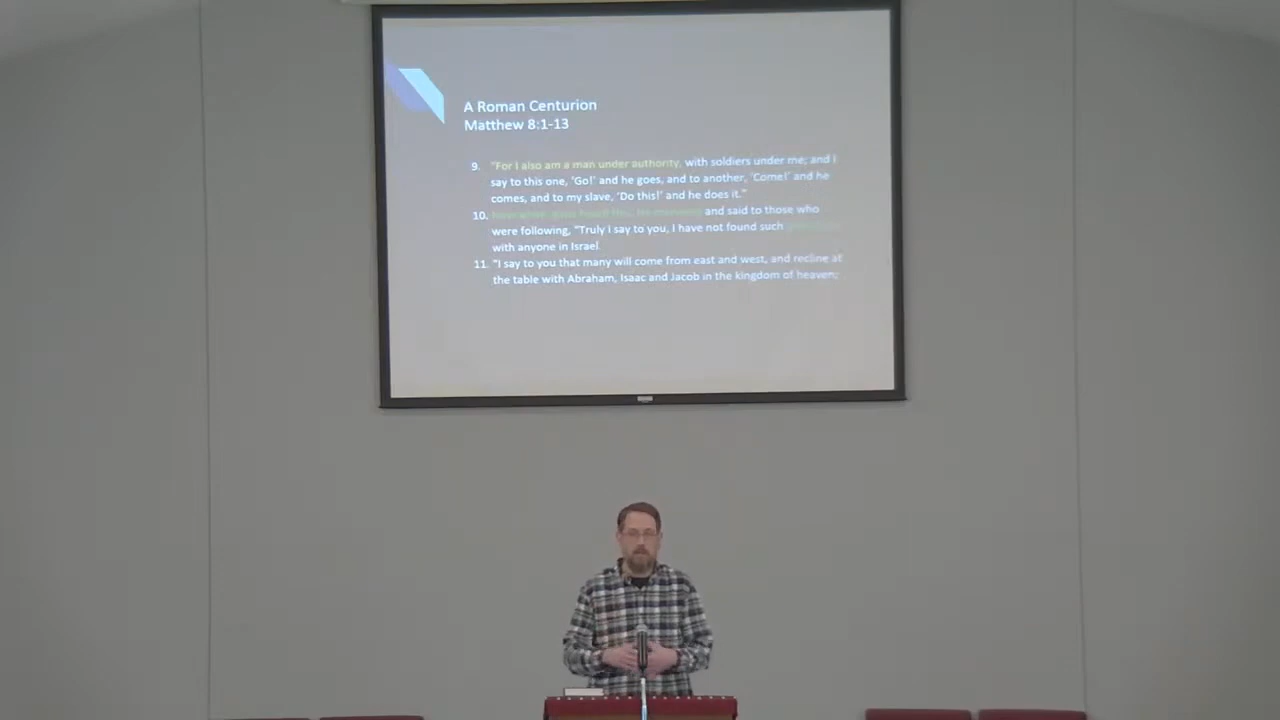 A Roman Centurion
Matthew 8:1-13
9. "For I also am a man under authority, with soldiers under me; and I
say to this one, 'Go!' and he goes, and to another, 'Come!' and he
comes, and to my slave, 'Do this!' and he does it."
10. and said to those who
were following, "Truly I say to you, I have not found such
with anyone in Israel
11. "I say to you that many will come from east and west, and recline at
the table with Abraham, Isaac and Jacob in the kingdom of heaven;